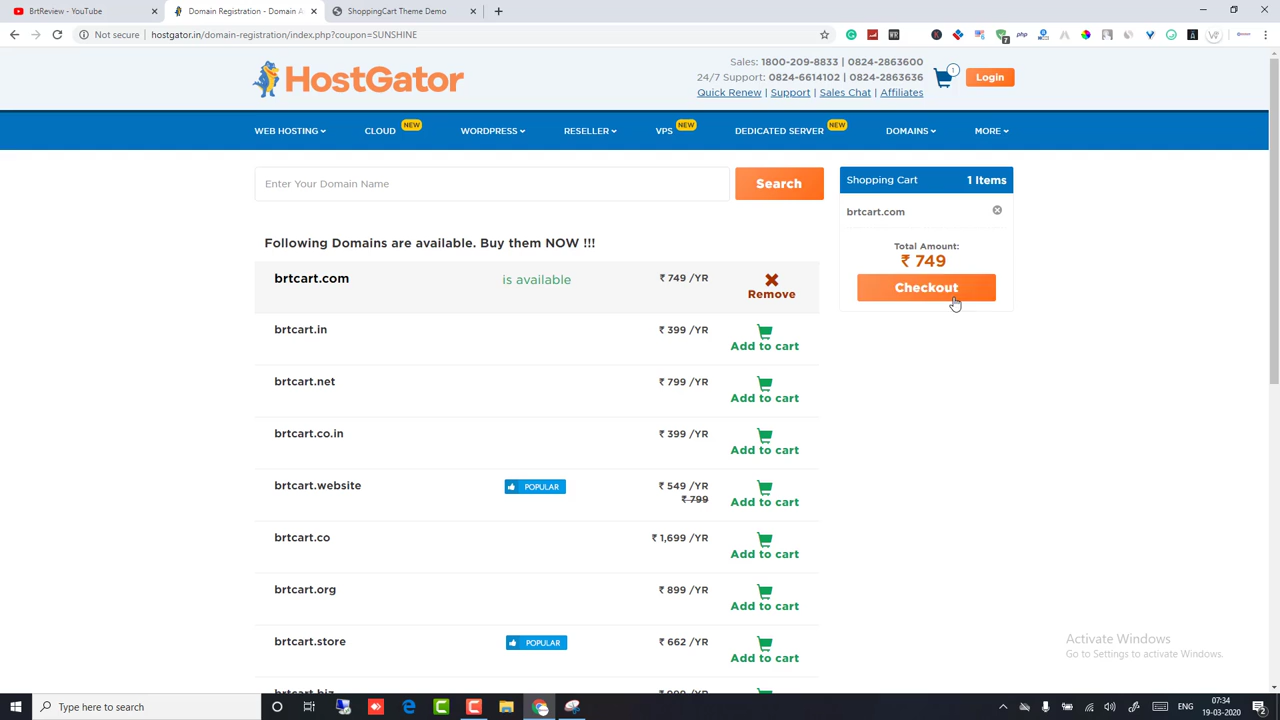 BrtReview - YouTube
Domain Registration - Domain A
ShoppingCart Theme Demo
Not secure | hostgator.in/domain-registration/index.php?coupon=SUNSHINE
Sales: 1800-209-8833 | 0824-2863600
24/7 Support: 0824-6614102 | 0824-2863636
Quick Renew | Support | Sales Chat | Affiliates
1
Login
HostGator
WEB HOSTING
CLOUD NEW
WORDPRESS
RESELLER
VPS NEW
DEDICATED SERVER NEW
DOMAINS
MORE
Enter Your Domain Name
Search
Following Domains are available. Buy them NOW !!!
brtcart.com is available ₹ 749 /YR Remove
brtcart.in ₹ 399 /YR Add to cart
brtcart.net ₹ 799 /YR Add to cart
brtcart.co.in ₹ 399 /YR Add to cart
brtcart.website POPULAR ₹ 549 /YR
₹ 799 Add to cart
brtcart.co ₹ 1,699 /YR Add to cart
brtcart.org ₹ 899 /YR Add to cart
brtcart.store POPULAR ₹ 662 /YR Add to cart
Shopping Cart 1 Items
brtcart.com
Total Amount:
₹ 749
Checkout
Activate Windows
Go to Settings to activate Windows.
Type here to search
ENG
07:34
19-03-2020
2